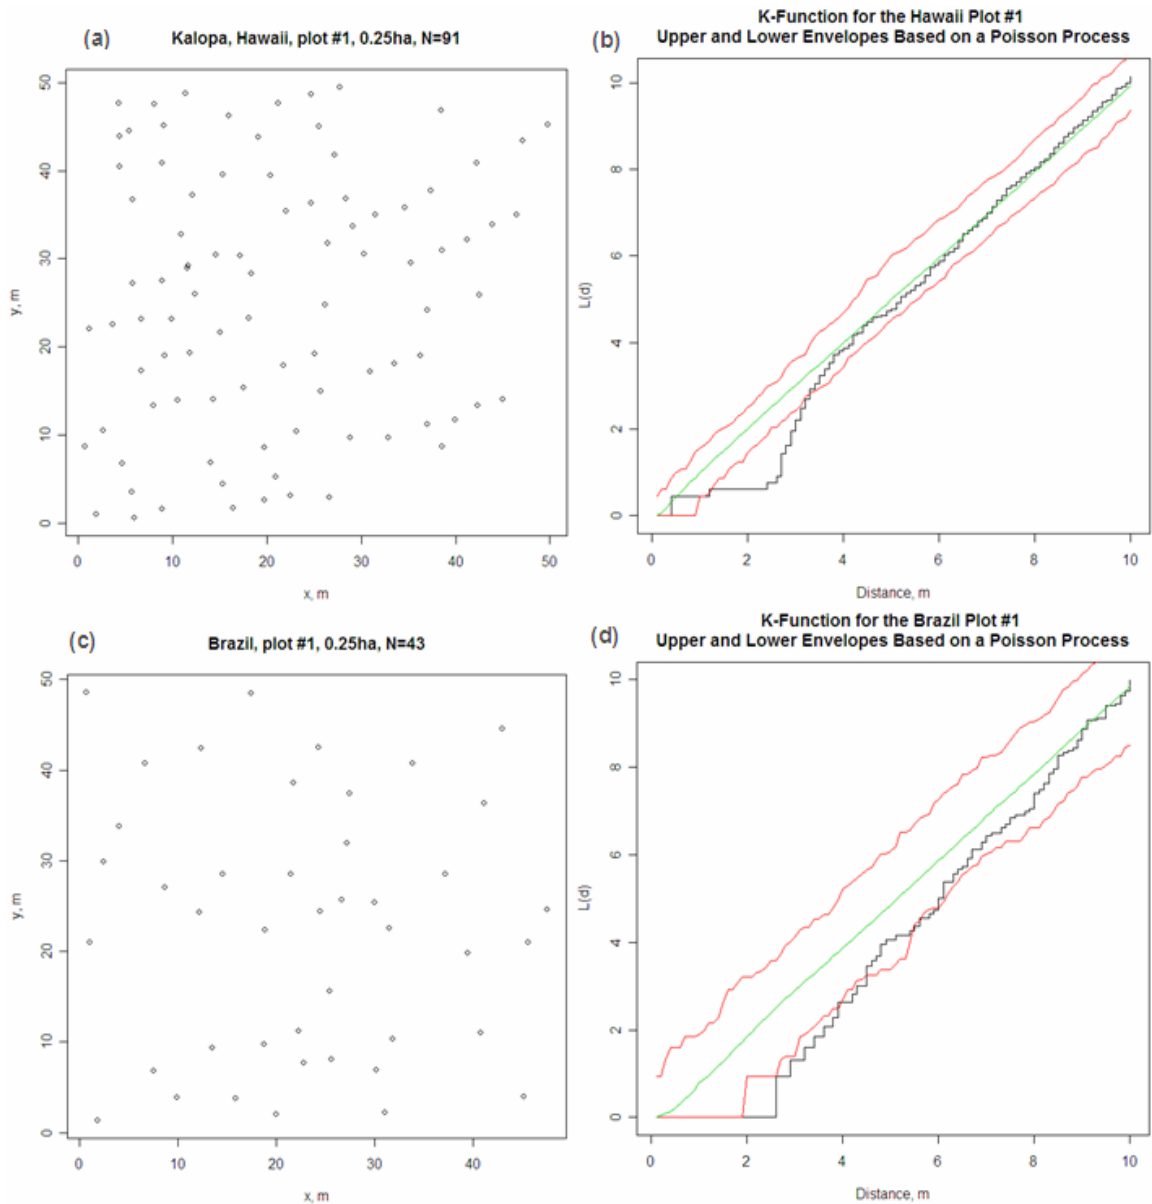 (a)
Kalopa, Hawaii, plot #1, 0.25ha, N=91
50
40
30
20
10
0
y, m
0 10 20 30 40 50
x, m
(b)
K-Function for the Hawaii Plot #1
Upper and Lower Envelopes Based on a Poisson Process
10
8
6
4
2
0
L(d)
0 2 4 6 8 10
Distance, m
(c)
Brazil, plot #1, 0.25ha, N=43
50
40
30
20
10
0
y, m
0 10 20 30 40
x, m
(d)
K-Function for the Brazil Plot #1
Upper and Lower Envelopes Based on a Poisson Process
10
8
6
4
2
0
L(d)
0 2 4 6 8 10
Distance, m